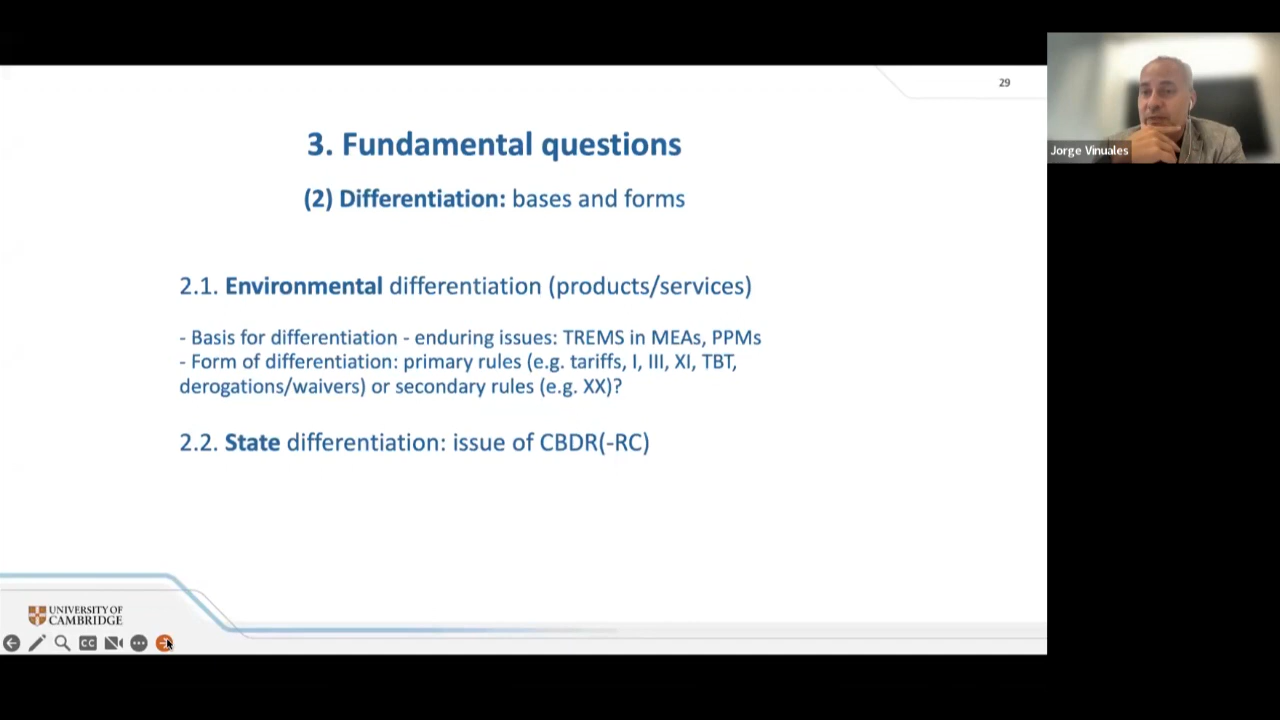 29
3. Fundamental questions
(2) Differentiation: bases and forms
2.1. Environmental differentiation (products/services)
- Basis for differentiation - enduring issues: TREMS in MEAs, PPMs
- Form of differentiation: primary rules (e.g. tariffs, I, III, XI, TBT,
derogations/waivers) or secondary rules (e.g. XX)?
2.2. State differentiation: issue of CBDR(-RC)
UNIVERSITY OF
CAMBRIDGE
CC
Jorge Vinuales